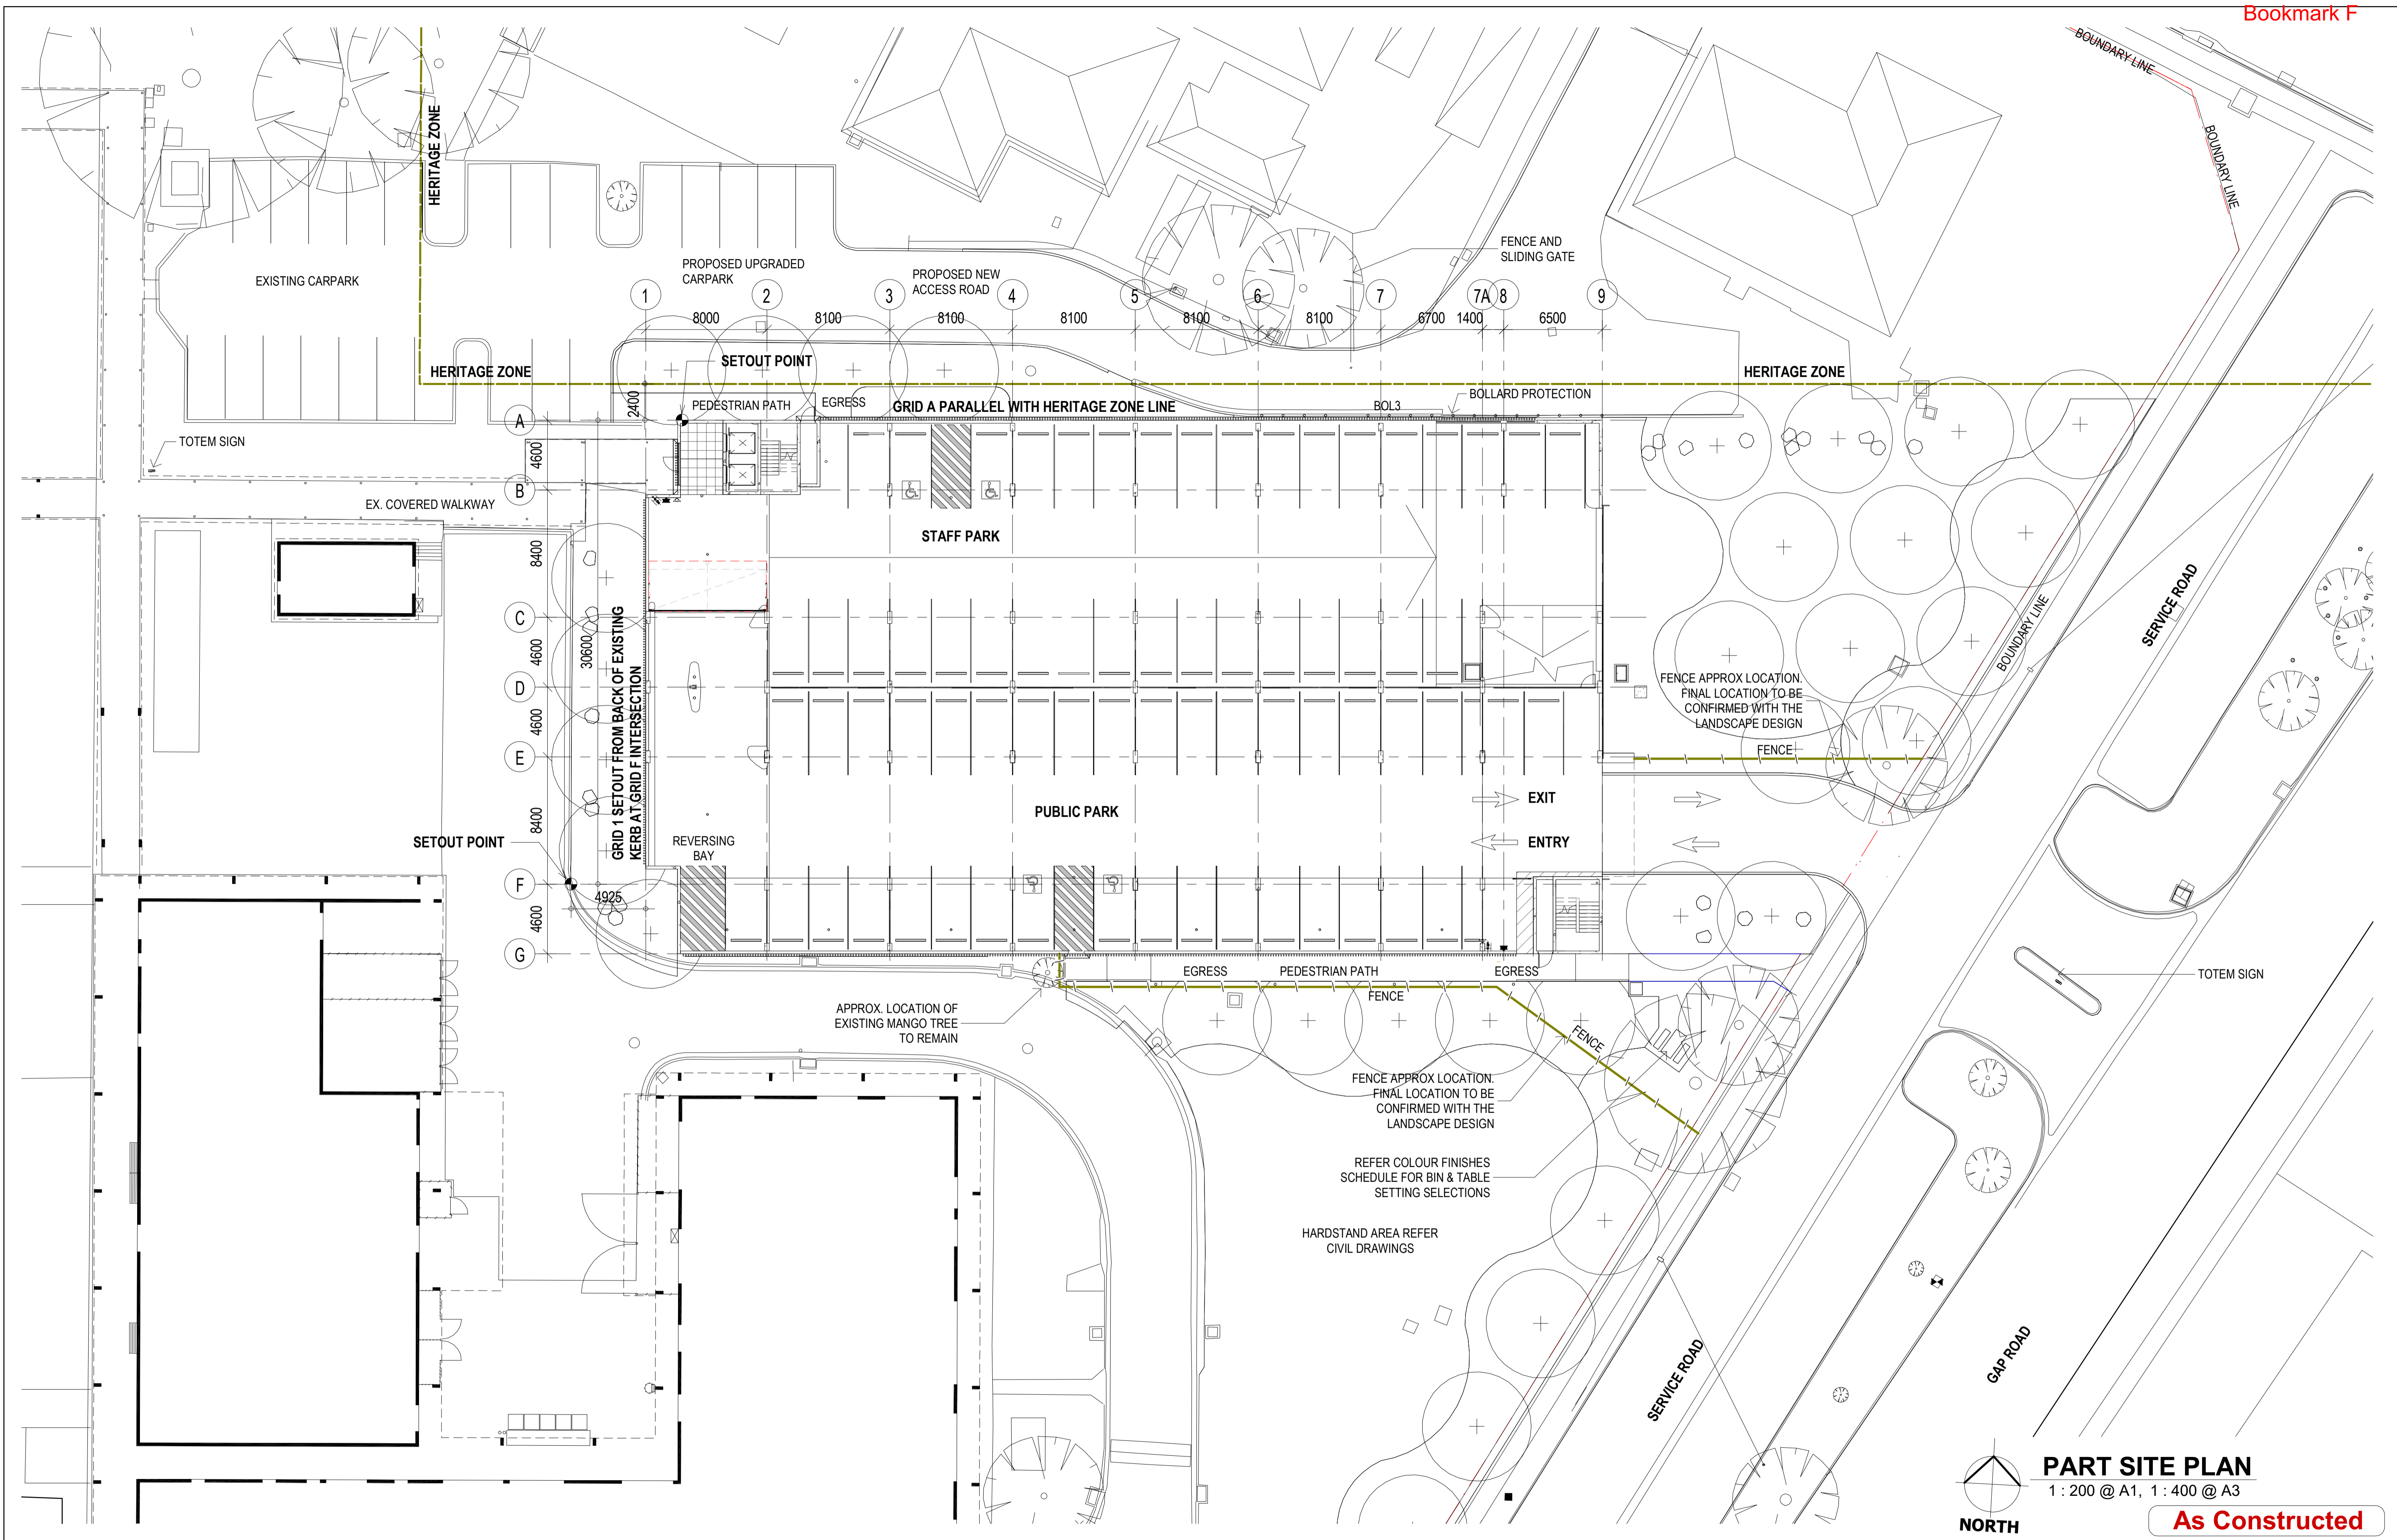 Bookmark F
BOUNDARY LINE
BOUNDARY LINE
HERITAGE ZONE
FENCE AND
SLIDING GATE
EXISTING CARPARK
PROPOSED UPGRADED
CARPARK
PROPOSED NEW
ACCESS ROAD
1
2
3
4
5
6
7
7A
8
9
8000
8100
8100
8100
8100
8100
6700
1400
6500
HERITAGE ZONE
SETOUT POINT
HERITAGE ZONE
2400
PEDESTRIAN PATH
EGRESS
GRID A PARALLEL WITH HERITAGE ZONE LINE
BOL3
BOLLARD PROTECTION
A
TOTEM SIGN
4600
B
EX. COVERED WALKWAY
STAFF PARK
8400
C
SERVICE ROAD
BOUNDARY LINE
4600
30600
GRID 1 SETOUT FROM BACK OF EXISTING
KERB AT GRID F INTERSECTION
D
FENCE APPROX LOCATION.
FINAL LOCATION TO BE
CONFIRMED WITH THE
LANDSCAPE DESIGN
4600
E
FENCE
EXIT
PUBLIC PARK
8400
SETOUT POINT
REVERSING
BAY
ENTRY
F
4925
4600
G
EGRESS
PEDESTRIAN PATH
EGRESS
TOTEM SIGN
FENCE
APPROX. LOCATION OF
EXISTING MANGO TREE
TO REMAIN
FENCE
FENCE APPROX LOCATION.
FINAL LOCATION TO BE
CONFIRMED WITH THE
LANDSCAPE DESIGN
REFER COLOUR FINISHES
SCHEDULE FOR BIN & TABLE
SETTING SELECTIONS
HARDSTAND AREA REFER
CIVIL DRAWINGS
SERVICE ROAD
GAP ROAD
PART SITE PLAN
1 : 200 @ A1, 1 : 400 @ A3
NORTH
As Constructed